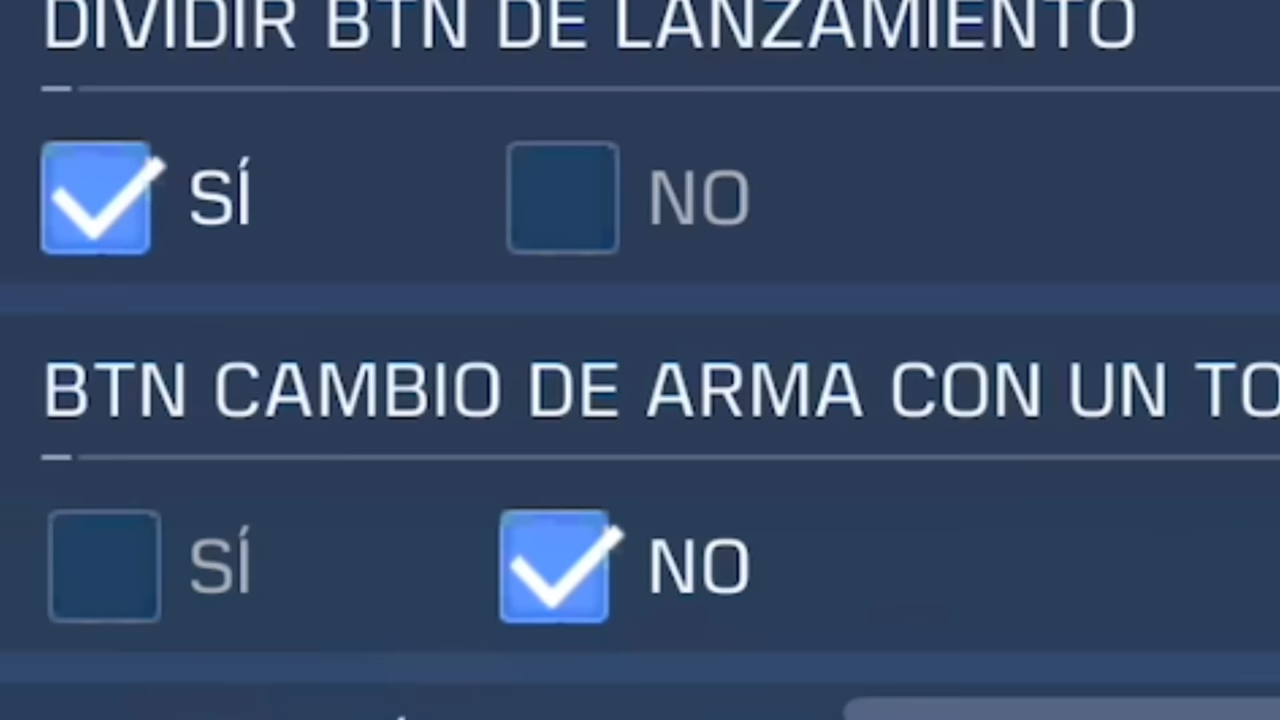 DIVIDIR BTN DE LANZAMIENTO
SÍ NO
BTN CAMBIO DE ARMA CON UN
SÍ NO